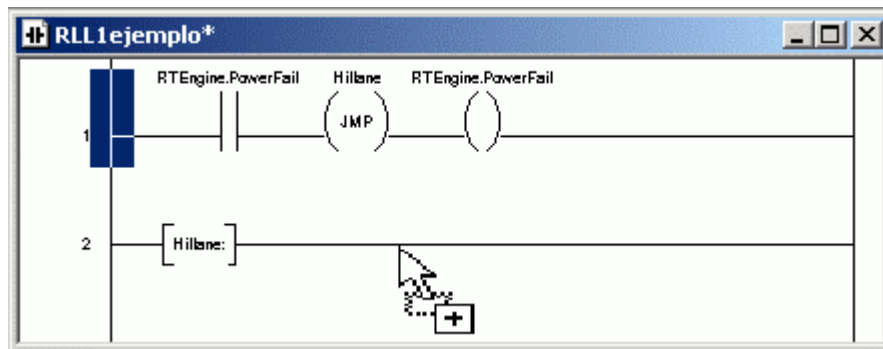 RLL1ejemplo*
RTEngine.PowerFail Hillane RTEngine.PowerFail
JMP
1
2 Hillane: